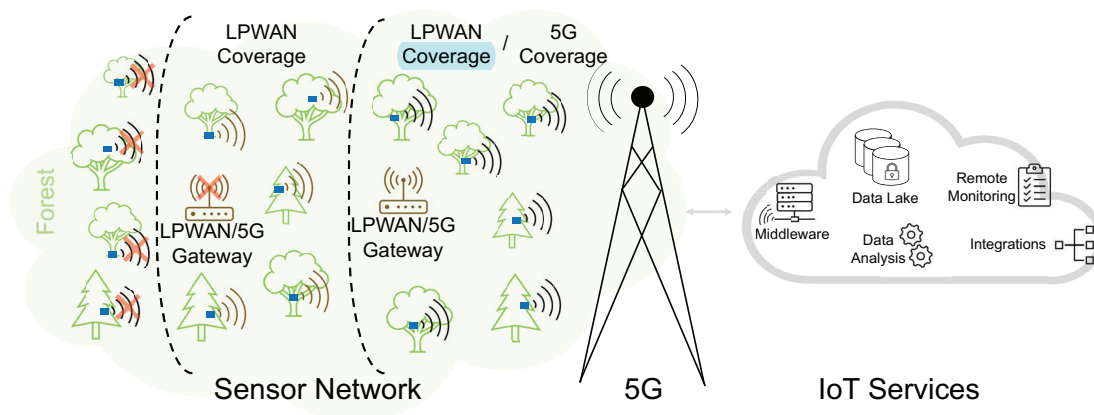 LPWAN
Coverage
LPWAN
Coverage
/
5G
Coverage
Forest
LPWAN/5G
Gateway
LPWAN/5G
Gateway
Data Lake
Remote
Monitoring
Middleware
Data
Analysis
Integrations
Sensor Network
5G
IoT Services